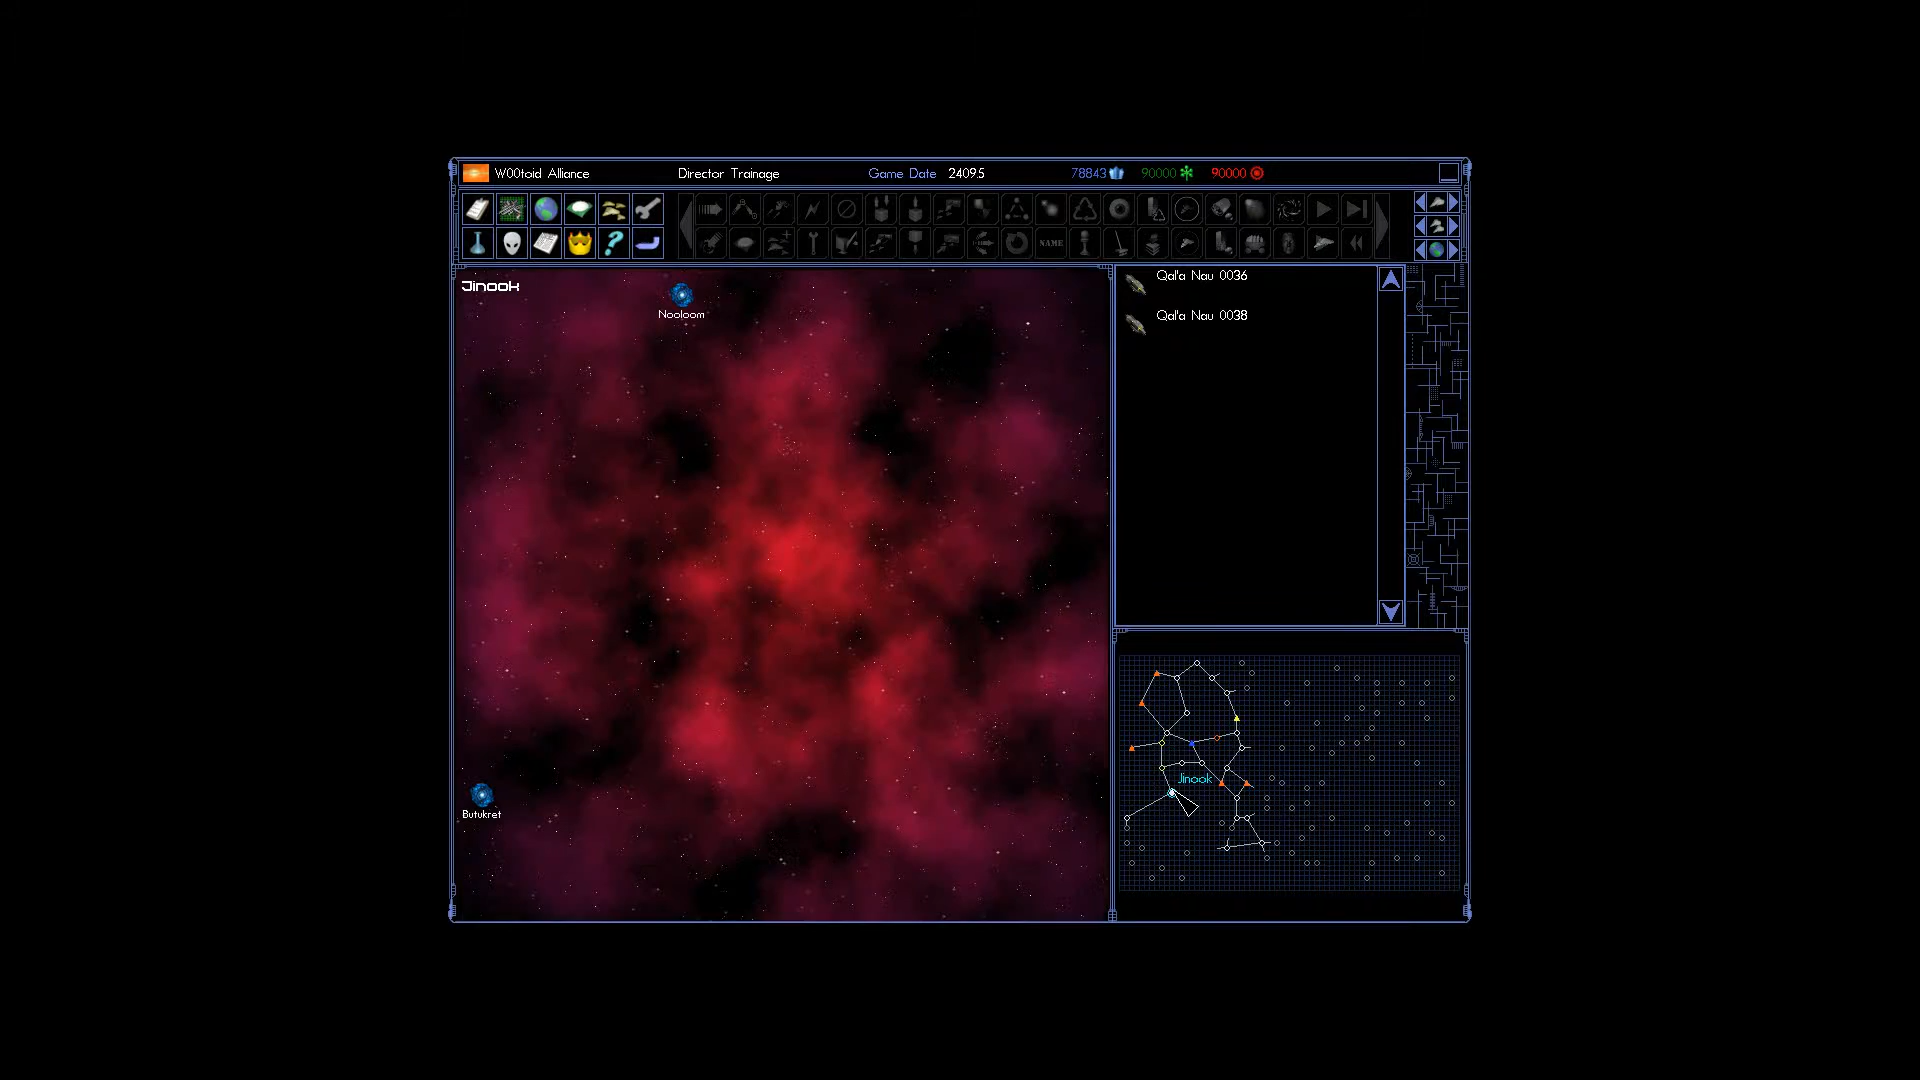 W00toid Alliance Director Trainage Game Date 2409.5 78843 90000 90000
NAME
Jinook
Nooloom
Butukret
Qal'a Nau 0036
Qal'a Nau 0038
Jinook